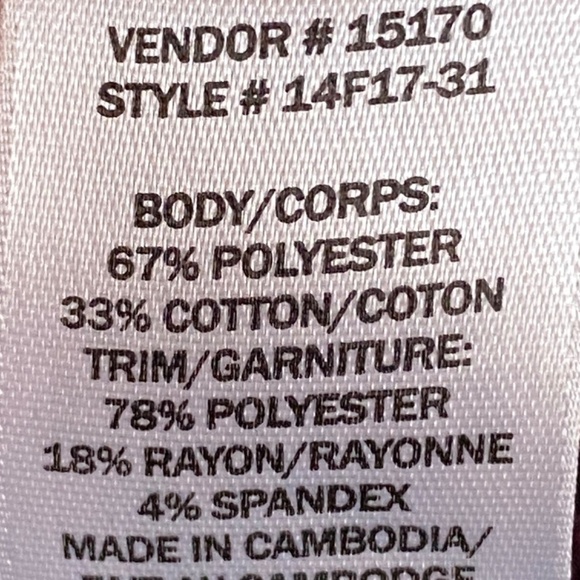 VENDOR # 15170
STYLE # 14F17-31
BODY/CORPS:
67% POLYESTER
33% COTTON/COTON
TRIM/GARNITURE:
78% POLYESTER
18% RAYON/RAYONNE
4% SPANDEX
MADE IN CAMBODIA/
CAMBODGE